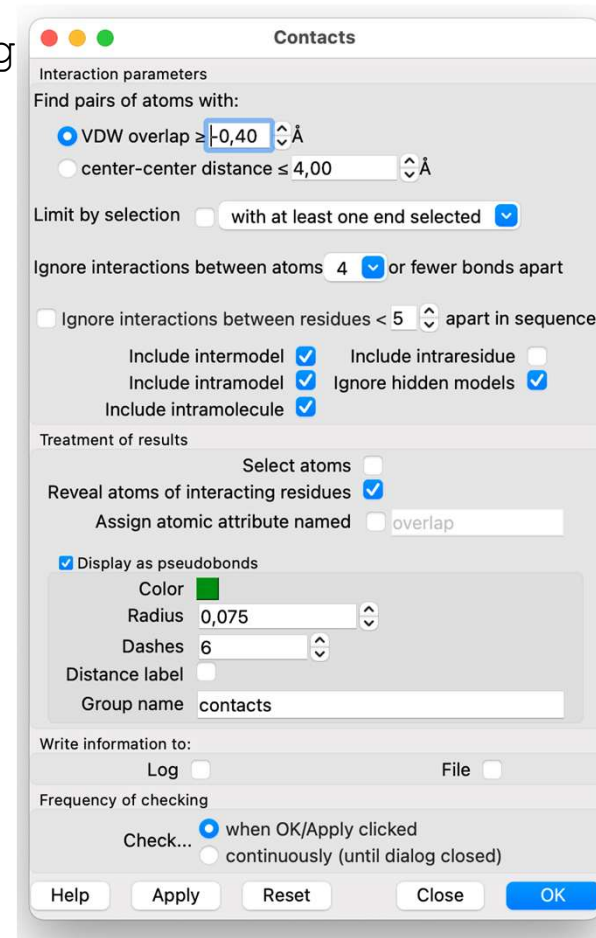 g
Contacts
Interaction parameters
Find pairs of atoms with:
VDW overlap ≥ -0,40 Å
center-center distance ≤ 4,00 Å
Limit by selection with at least one end selected
Ignore interactions between atoms 4 or fewer bonds apart
Ignore interactions between residues < 5 apart in sequence
Include intermodel Include intraresidue
Include intramodel Ignore hidden models
Include intramolecule
Treatment of results
Select atoms
Reveal atoms of interacting residues
Assign atomic attribute named overlap
Display as pseudobonds
Color
Radius 0,075
Dashes 6
Distance label
Group name contacts
Write information to:
Log File
Frequency of checking
Check... when OK/Apply clicked
continuously (until dialog closed)
Help Apply Reset Close OK